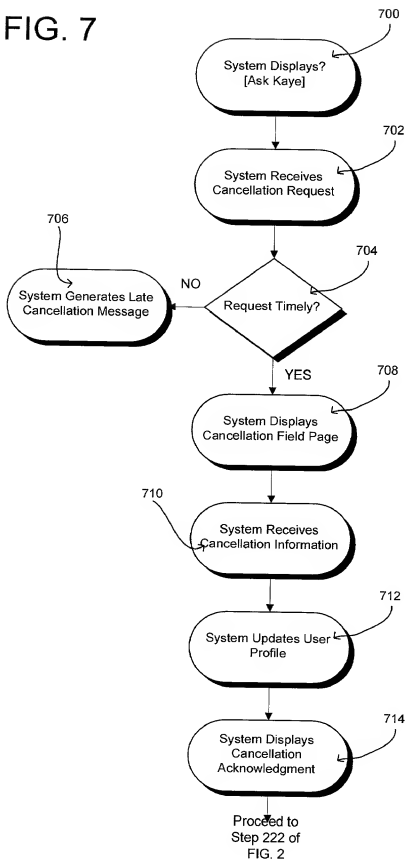 FIG. 7
700
System Displays?
[Ask Kaye]
702
System Receives
Cancellation Request
704
Request Timely?
NO
706
System Generates Late
Cancellation Message
YES
708
System Displays
Cancellation Field Page
710
System Receives
Cancellation Information
712
System Updates User
Profile
714
System Displays
Cancellation
Acknowledgment
Proceed to
Step 222 of
FIG. 2